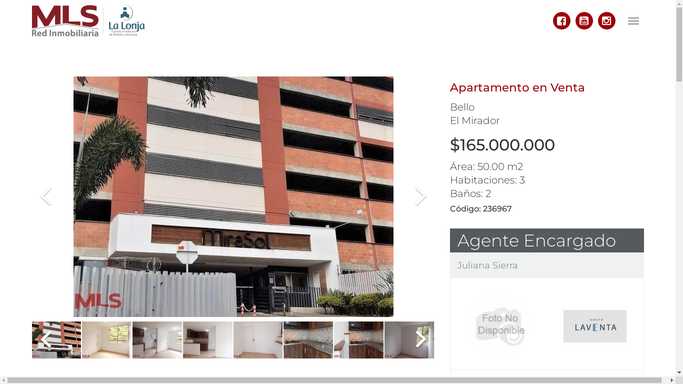 MLS
Red Inmobiliaria
La Lonja
Apartamento en Venta
Bello
El Mirador
$165.000.000
Área: 50.00 m2
Habitaciones: 3
Baños: 2
Código: 236967
MiraSol
MLS
Agente Encargado
Juliana Sierra
Foto No
Disponible
LAVENTA